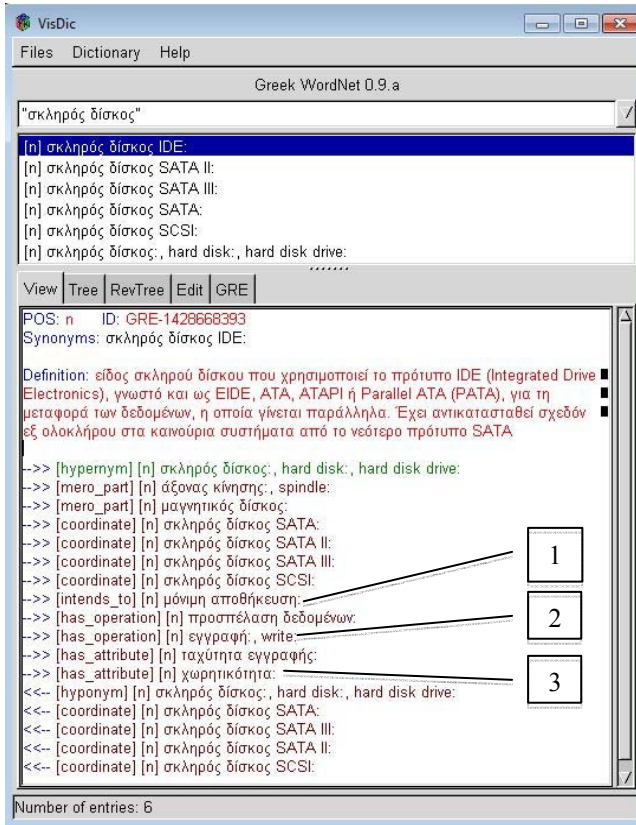 VisDic
Files Dictionary Help
Greek WordNet 0.9.a
"σκληρός δίσκος"
[n] σκληρός δίσκος IDE:
[n] σκληρός δίσκος SATA II:
[n] σκληρός δίσκος SATA III:
[n] σκληρός δίσκος SATA:
[n] σκληρός δίσκος SCSI:
[n] σκληρός δίσκος:, hard disk:, hard disk drive:
View Tree RevTree Edit GRE
POS: n ID: GRE-1428668393
Synonyms: σκληρός δίσκος IDE:
Definition: είδος σκληρού δίσκου που χρησιμοποιεί το πρότυπο IDE (Integrated Drive
Electronics), γνωστό και ως EIDE, ATA, ATAPI ή Parallel ATA (PATA), για τη
μεταφορά των δεδομένων, η οποία γίνεται παράλληλα. Έχει αντικατασταθεί σχεδόν
εξ ολοκλήρου στα καινούρια συστήματα από το νεότερο πρότυπο SATA
-->> [hypernym] [n] σκληρός δίσκος:, hard disk:, hard disk drive:
-->> [mero_part] [n] άξονας κίνησης:, spindle:
-->> [mero_part] [n] μαγνητικός δίσκος:
-->> [coordinate] [n] σκληρός δίσκος SATA:
-->> [coordinate] [n] σκληρός δίσκος SATA II:
-->> [coordinate] [n] σκληρός δίσκος SATA III:
-->> [coordinate] [n] σκληρός δίσκος SCSI:
-->> [intends_to] [n] μόνιμη αποθήκευση:
-->> [has_operation] [n] προσπέλαση δεδομένων:
-->> [has_operation] [n] εγγραφή:, write:
-->> [has_attribute] [n] ταχύτητα εγγραφής:
-->> [has_attribute] [n] χωρητικότητα:
<<-- [hyponym] [n] σκληρός δίσκος:, hard disk:, hard disk drive:
<<-- [coordinate] [n] σκληρός δίσκος SATA:
<<-- [coordinate] [n] σκληρός δίσκος SATA III:
<<-- [coordinate] [n] σκληρός δίσκος SATA II:
<<-- [coordinate] [n] σκληρός δίσκος SCSI:
1
2
3
Number of entries: 6